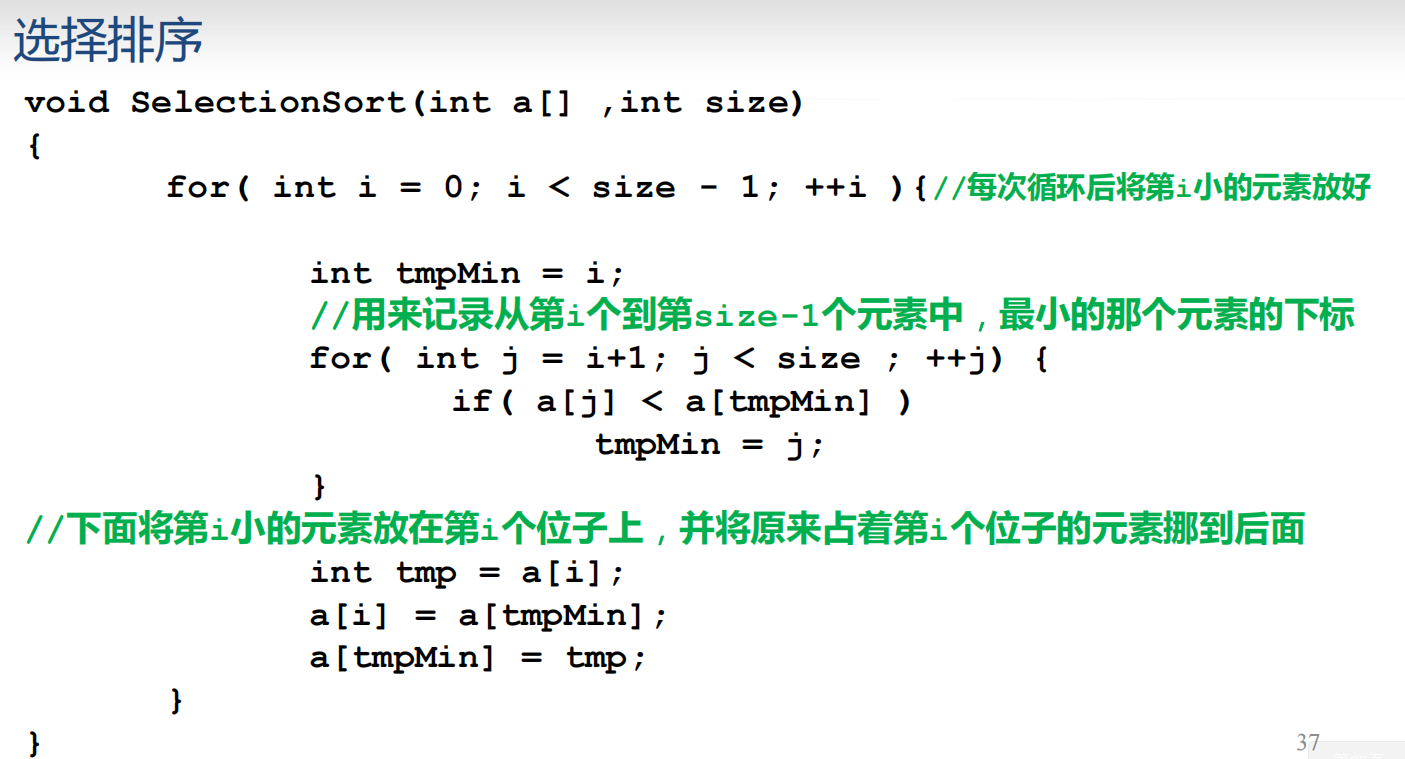 选择排序
void SelectionSort(int a[] ,int size)
{
for( int i = 0; i < size - 1; ++i ){//每次循环后将第i小的元素放好
int tmpMin = i;
//用来记录从第i个到第size-1个元素中，最小的那个元素的下标
for( int j = i+1; j < size ; ++j) {
if( a[j] < a[tmpMin] )
tmpMin = j;
}
//下面将第i小的元素放在第i个位子上，并将原来占着第i个位子的元素挪到后面
int tmp = a[i];
a[i] = a[tmpMin];
a[tmpMin] = tmp;
}
}
37